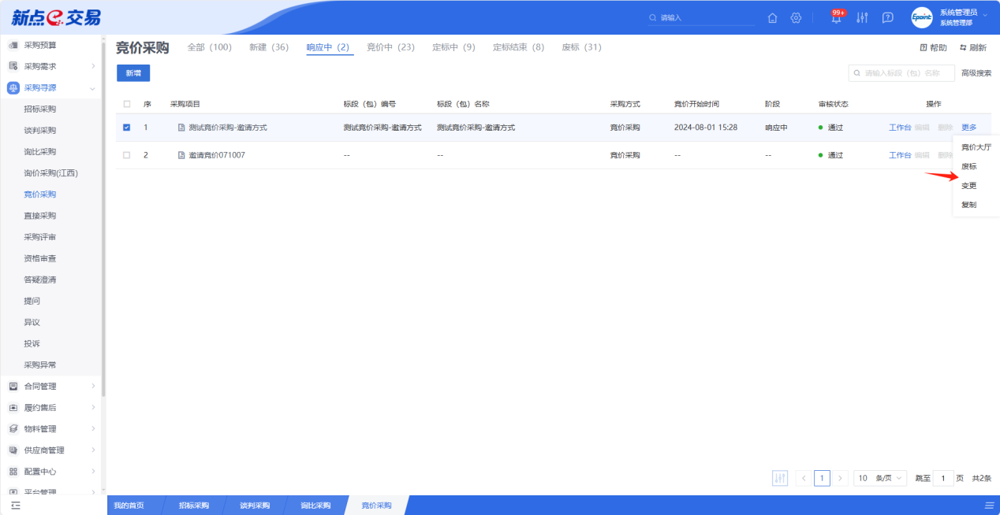 新点e交易
请输入
99+
Epoint
系统管理员
系统管理部
采购预算
采购需求
采购寻源
招标采购
谈判采购
询比采购
询价采购(江西)
竞价采购
直接采购
采购评审
资格审查
答疑澄清
提问
异议
投诉
采购异常
合同管理
履约售后
物料管理
供应商管理
配置中心
平台管理
竞价采购 全部（100） 新建（36） 响应中（2） 竞价中（23） 定标中（9） 定标结束（8） 废标（31） 帮助 刷新
新增 请输入标段（包）名称 高级搜索
序 采购项目 标段（包）编号 标段（包）名称 采购方式 竞价开始时间 阶段 审核状态 操作
1 测试竞价采购-邀请方式 测试竞价采购-邀请方式 测试竞价采购-邀请方式 竞价采购 2024-08-01 15:28 响应中 通过 工作台 编辑 删除 更多
2 邀请竞价071007 -- -- 竞价采购 -- -- 通过 工作台 编辑 删除
竞价大厅
废标
变更
复制
1 10 条/页 跳至 1 页 共2条
我的首页 招标采购 谈判采购 询比采购 竞价采购